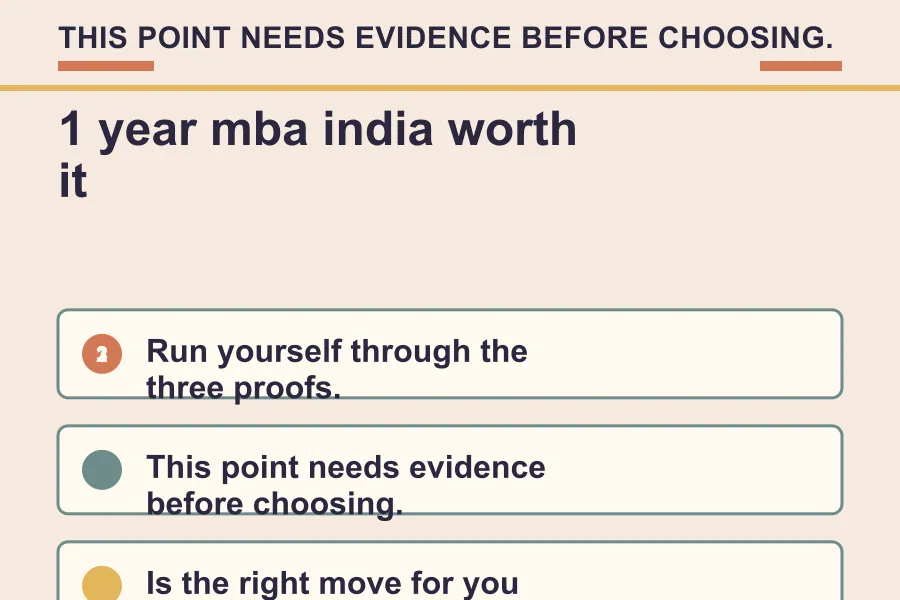 THIS POINT NEEDS EVIDENCE BEFORE CHOOSING.
1 year mba india worth
it
Run yourself through the
three proofs.
This point needs evidence
before choosing.
Is the right move for you